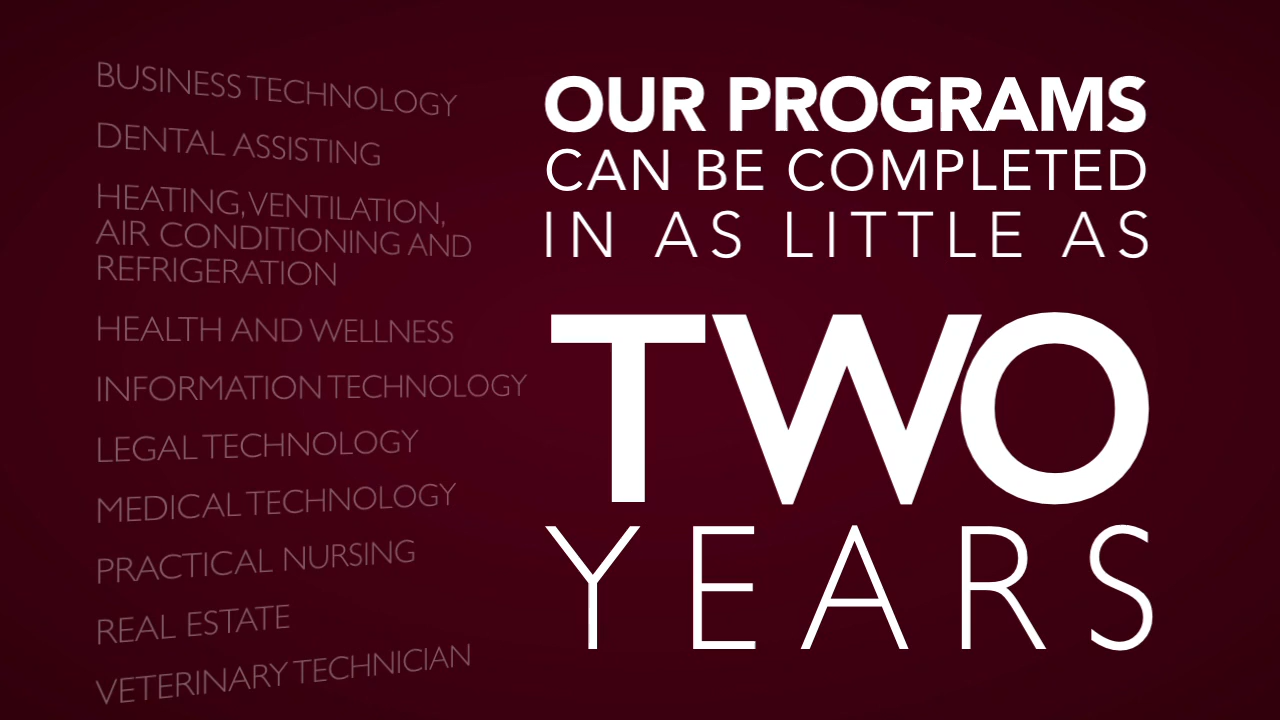 BUSINESS TECHNOLOGY
DENTAL ASSISTING
HEATING, VENTILATION,
AIR CONDITIONING AND
REFRIGERATION
HEALTH AND WELLNESS
INFORMATION TECHNOLOGY
LEGAL TECHNOLOGY
MEDICAL TECHNOLOGY
PRACTICAL NURSING
REAL ESTATE
VETERINARY TECHNICIAN
OUR PROGRAMS
CAN BE COMPLETED
IN AS LITTLE AS
TWO
YEARS